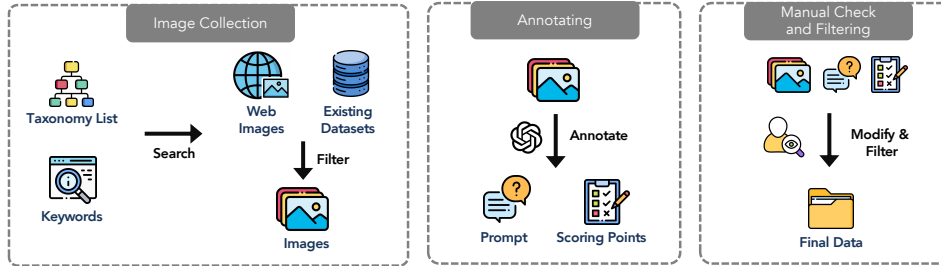 Image Collection
Taxonomy List
Keywords
Search
Web
Images
Existing
Datasets
Filter
Images
Annotating
Annotate
Prompt
Scoring Points
Manual Check
and Filtering
Modify &
Filter
Final Data